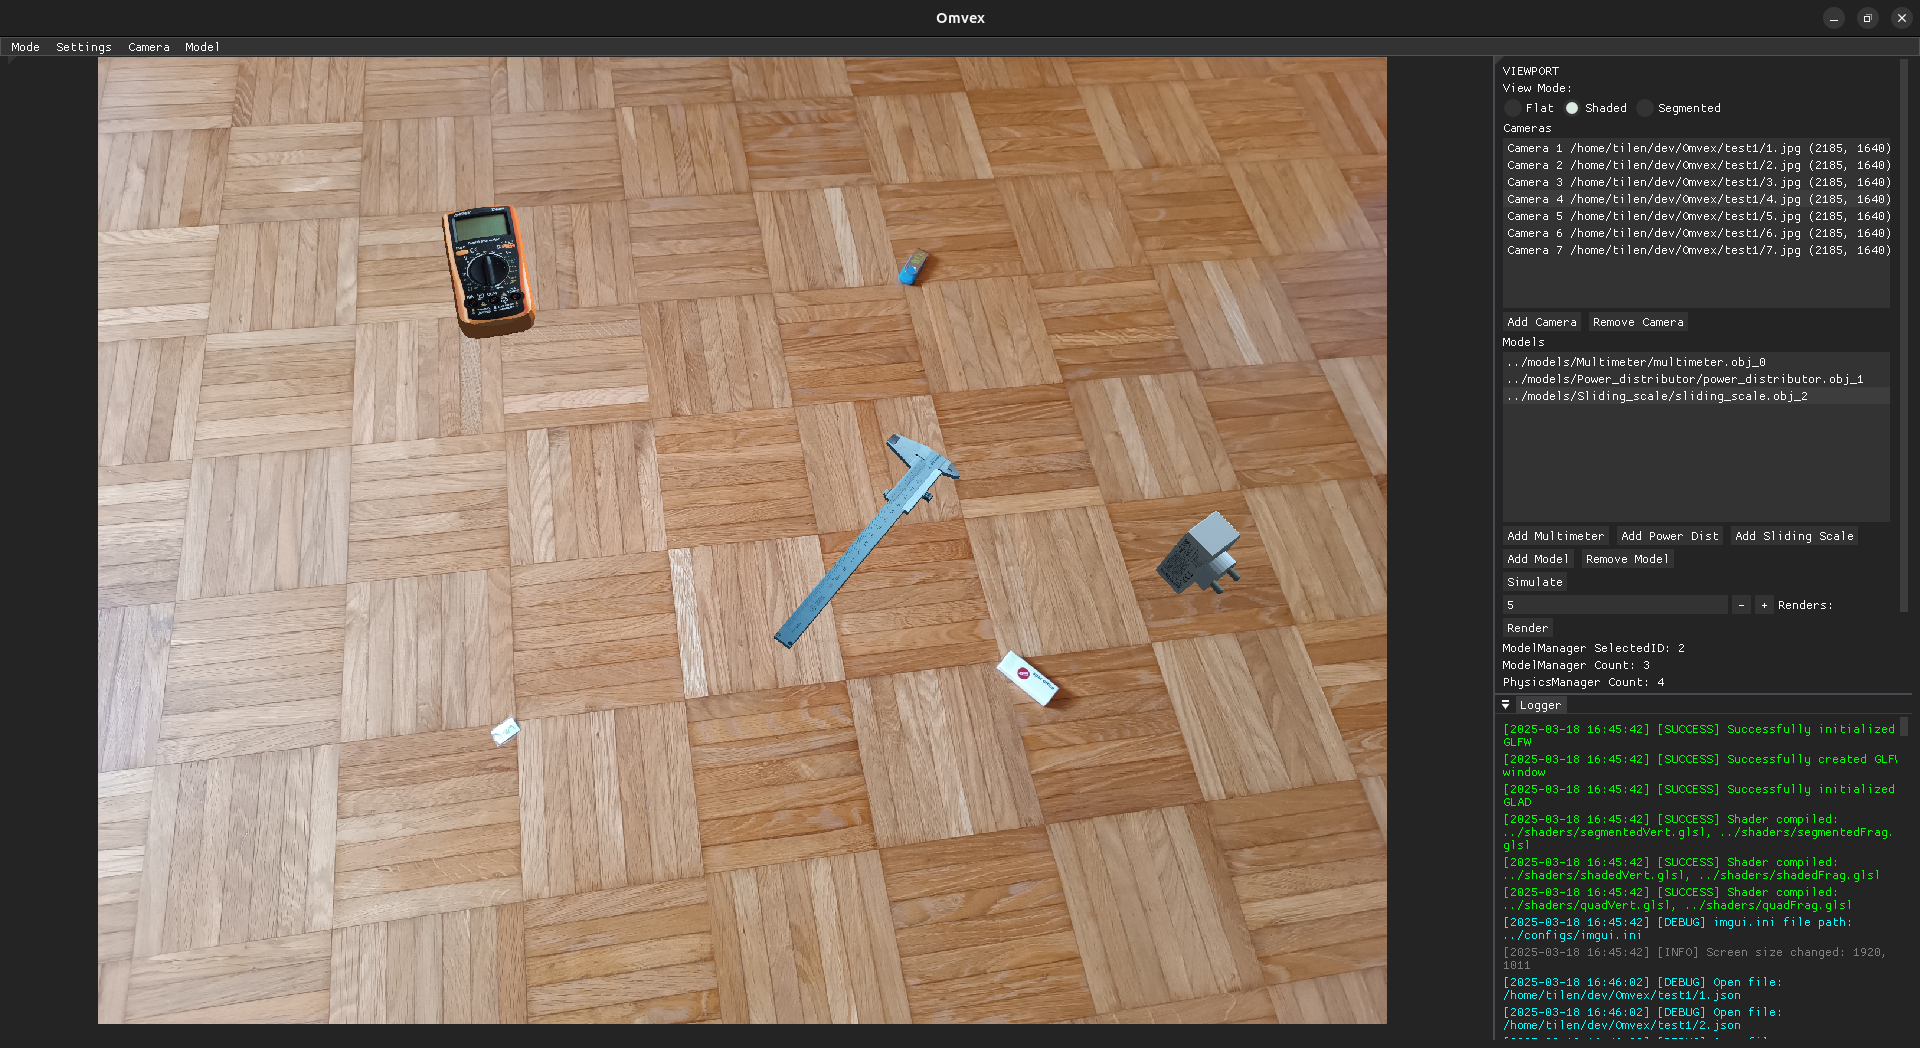 Omvex
Mode Settings Camera Model
VIEWPORT
View Mode:
Flat Shaded Segmented
Cameras
Camera 1 /home/tilen/dev/Omvex/test1/1.jpg (2185, 1640)
Camera 2 /home/tilen/dev/Omvex/test1/2.jpg (2185, 1640)
Camera 3 /home/tilen/dev/Omvex/test1/3.jpg (2185, 1640)
Camera 4 /home/tilen/dev/Omvex/test1/4.jpg (2185, 1640)
Camera 5 /home/tilen/dev/Omvex/test1/5.jpg (2185, 1640)
Camera 6 /home/tilen/dev/Omvex/test1/6.jpg (2185, 1640)
Camera 7 /home/tilen/dev/Omvex/test1/7.jpg (2185, 1640)
Add Camera Remove Camera
Models
../models/Multimeter/multimeter.obj_0
../models/Power_distributor/power_distributor.obj_1
../models/Sliding_scale/sliding_scale.obj_2
Add Multimeter Add Power Dist Add Sliding Scale
Add Model Remove Model
Simulate
5 - + Renders:
Render
ModelManager SelectedID: 2
ModelManager Count: 3
PhysicsManager Count: 4
Logger
[2025-03-18 16:45:42] [SUCCESS] Successfully initialized
GLFW
[2025-03-18 16:45:42] [SUCCESS] Successfully created GLFW
window
[2025-03-18 16:45:42] [SUCCESS] Successfully initialized
GLAD
[2025-03-18 16:45:42] [SUCCESS] Shader compiled:
../shaders/segmentedVert.glsl, ../shaders/segmentedFrag.
glsl
[2025-03-18 16:45:42] [SUCCESS] Shader compiled:
../shaders/shadedVert.glsl, ../shaders/shadedFrag.glsl
[2025-03-18 16:45:42] [SUCCESS] Shader compiled:
../shaders/quadVert.glsl, ../shaders/quadFrag.glsl
[2025-03-18 16:45:42] [DEBUG] imgui.ini file path:
../configs/imgui.ini
[2025-03-18 16:45:42] [INFO] Screen size changed: 1920,
1011
[2025-03-18 16:46:02] [DEBUG] Open file:
/home/tilen/dev/Omvex/test1/1.json
[2025-03-18 16:46:02] [DEBUG] Open file:
/home/tilen/dev/Omvex/test1/2.json